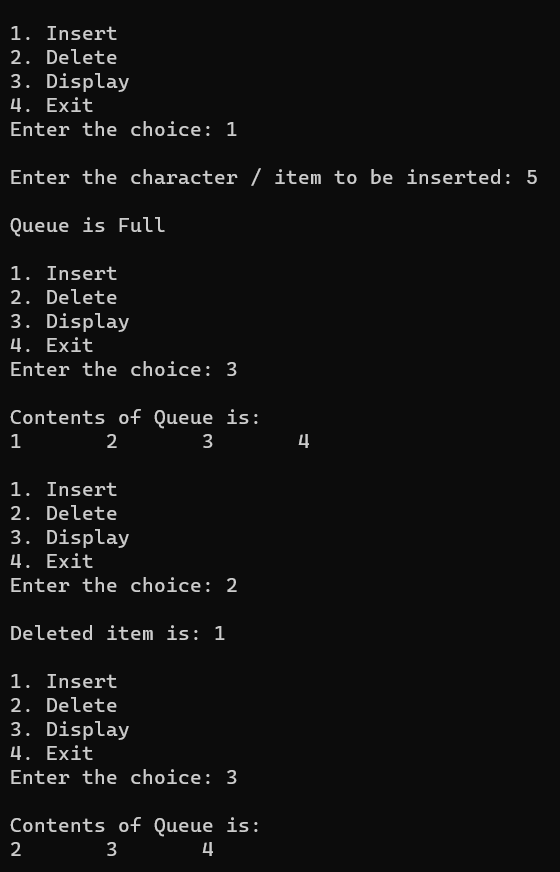 1. Insert
2. Delete
3. Display
4. Exit
Enter the choice: 1
Enter the character / item to be inserted: 5
Queue is Full
1. Insert
2. Delete
3. Display
4. Exit
Enter the choice: 3
Contents of Queue is:
1 2 3 4
1. Insert
2. Delete
3. Display
4. Exit
Enter the choice: 2
Deleted item is: 1
1. Insert
2. Delete
3. Display
4. Exit
Enter the choice: 3
Contents of Queue is:
2 3 4